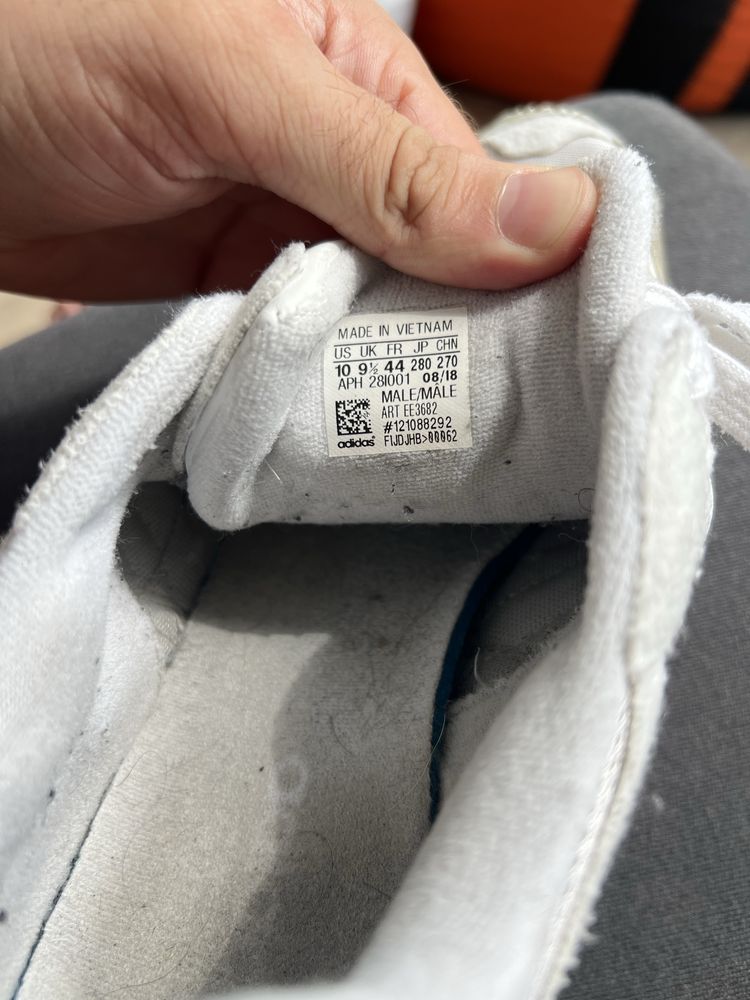 MADE IN VIETNAM
US UK FR JP CHN
10 9½ 44 280 270
APH 28I001 08/18
MALE/MÂLE
ART EE3682
#121088292
adidas FIJDJHB>00062